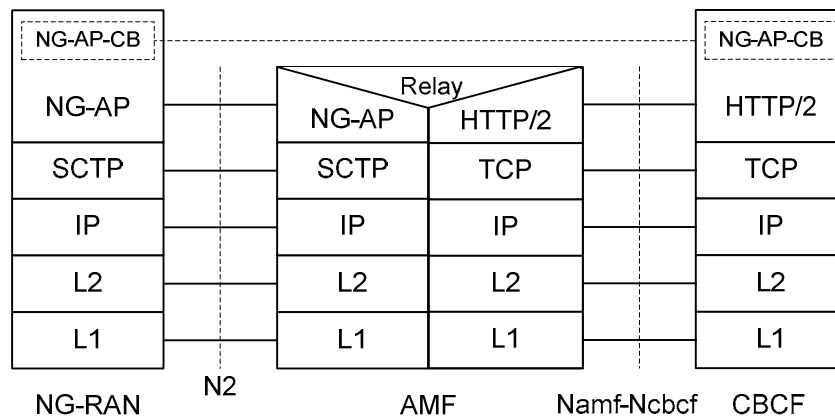 NG-AP-CB
NG-AP-CB
Relay
NG-AP
NG-AP
HTTP/2
HTTP/2
SCTP
SCTP
TCP
TCP
IP
IP
IP
IP
L2
L2
L2
L2
L1
L1
L1
L1
N2
NG-RAN
AMF
Namf-Ncbcf
CBCF